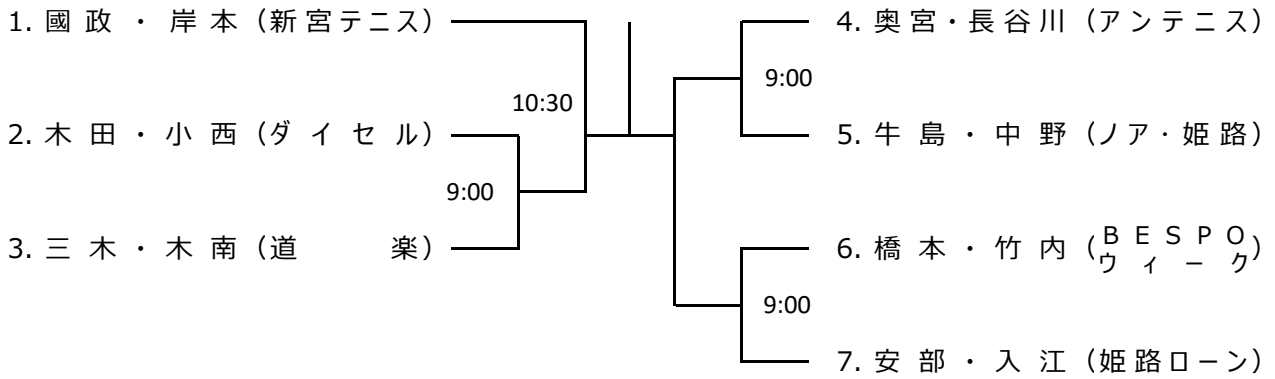 1. 國政・岸本（新宮テニス）
10:30
2. 木田・小西（ダイセル）
9:00
3. 三木・木南（道楽）
4. 奥宮・長谷川（アンテニス）
9:00
5. 牛島・中野（ノア・姫路）
6. 橋本・竹内（BESPO
ウィーク）
9:00
7. 安部・入江（姫路ローン）